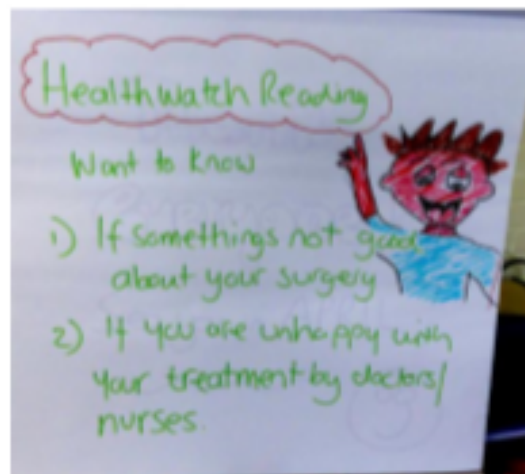 Healthwatch Reading
Want to know
1) If somethings not good
about your surgery
2) If you are unhappy with
your treatment by doctors/
nurses.